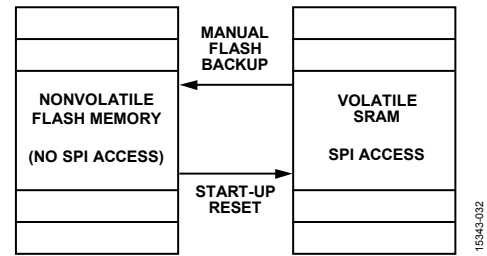 MANUAL
FLASH
BACKUP
NONVOLATILE
FLASH MEMORY
(NO SPI ACCESS)
VOLATILE
SRAM
SPI ACCESS
START-UP
RESET
15343-032